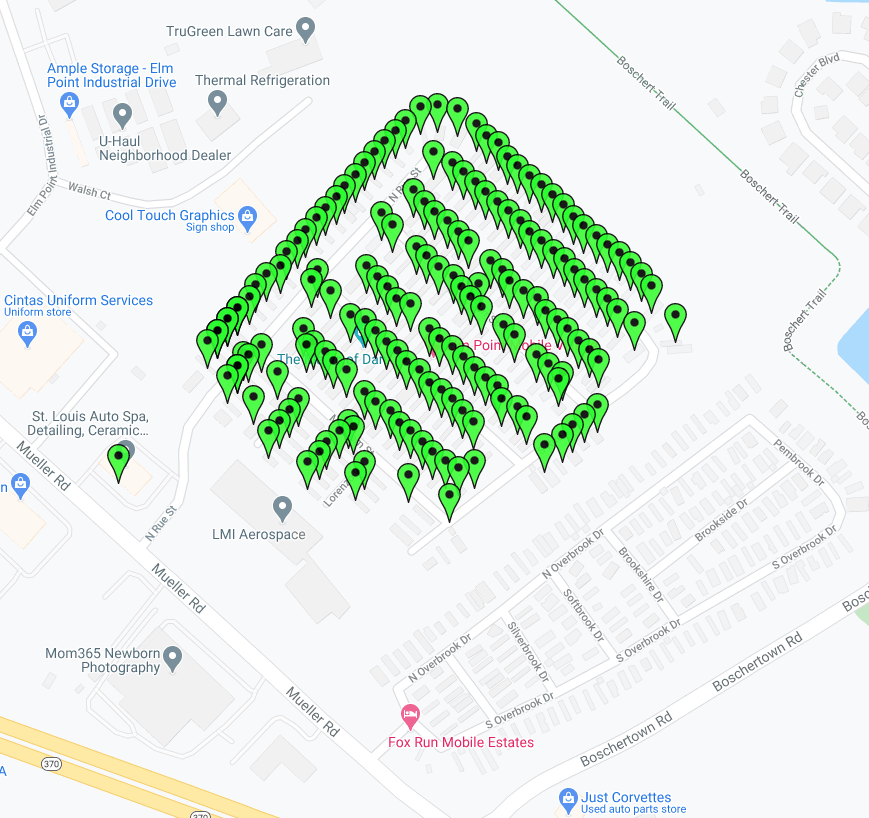 TruGreen Lawn Care
Boschert-Trail
Chester Blvd
Ample Storage - Elm
Point Industrial Drive
Thermal Refrigeration
U-Haul
Neighborhood Dealer
Elm Point Industrial Dr
Walsh Ct
Boschert-Trail
Cool Touch Graphics
Sign shop
Cintas Uniform Services
Uniform store
Boschert-Trail
The
St. Louis Auto Spa,
Detailing, Ceramic...
Mueller Rd
N Rue St
LMI Aerospace
Pembrook Dr
Brookside Dr
N Overbrook Dr
S Overbrook Dr
Mueller Rd
Brookshire Dr
Softbrook Dr
Silverbrook Dr
S Overbrook Dr
N Overbrook Dr
Boschertown Rd
Mom365 Newborn
Photography
Mueller Rd
S Overbrook Dr
Fox Run Mobile Estates
Boschertown Rd
370
370
Just Corvettes
Used auto parts store